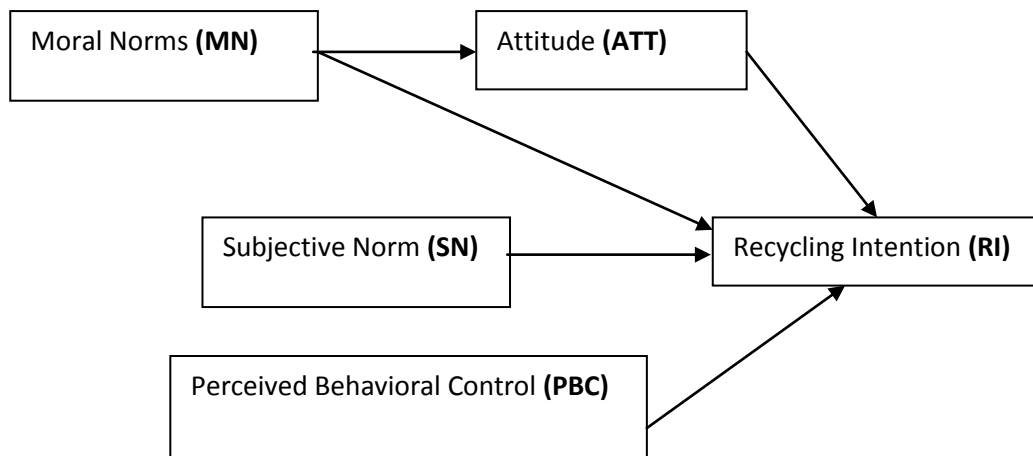 Moral Norms (MN)
Attitude (ATT)
Subjective Norm (SN)
Recycling Intention (RI)
Perceived Behavioral Control (PBC)